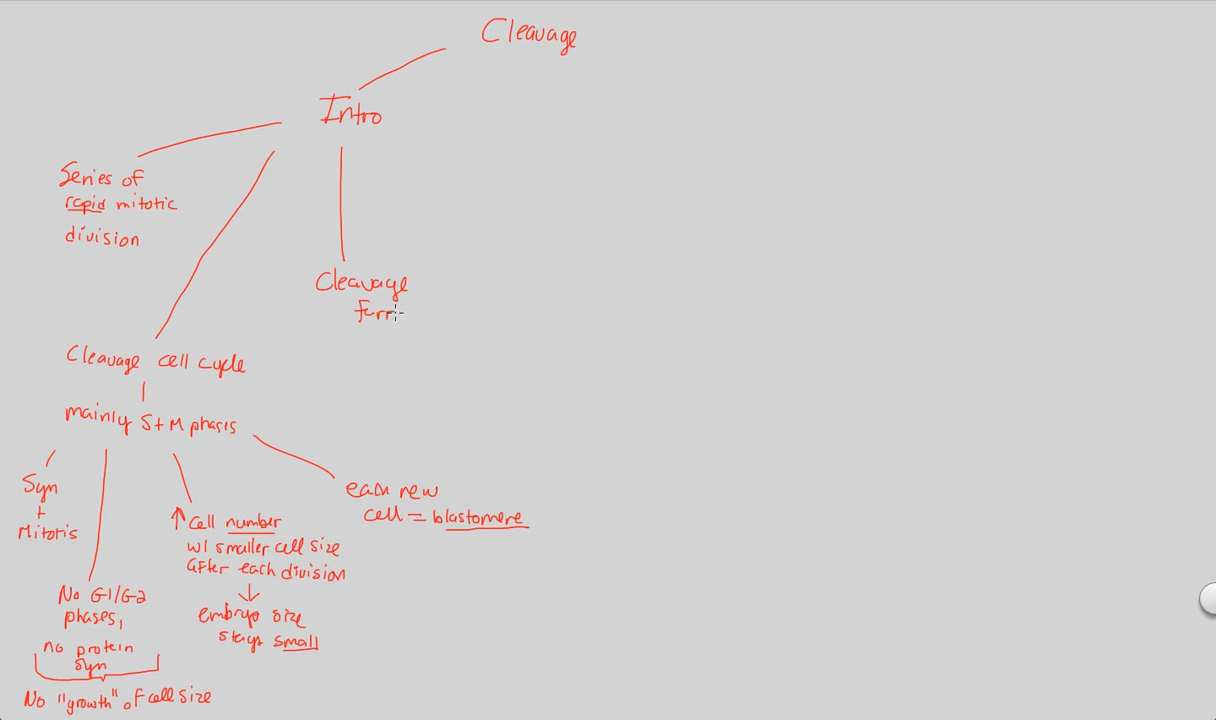 Cleavage
Intro
Series of
rapid mitotic
division
Cleavage
furr
Cleavage cell cycle
mainly S+M phases
Syn
+
Mitosis
No G1/G2
phases,
no protein
syn
No "growth" of cell size
↑ cell number
w/ smaller cell size
after each division
↓
embryo size
stays small
each new
cell = blastomere